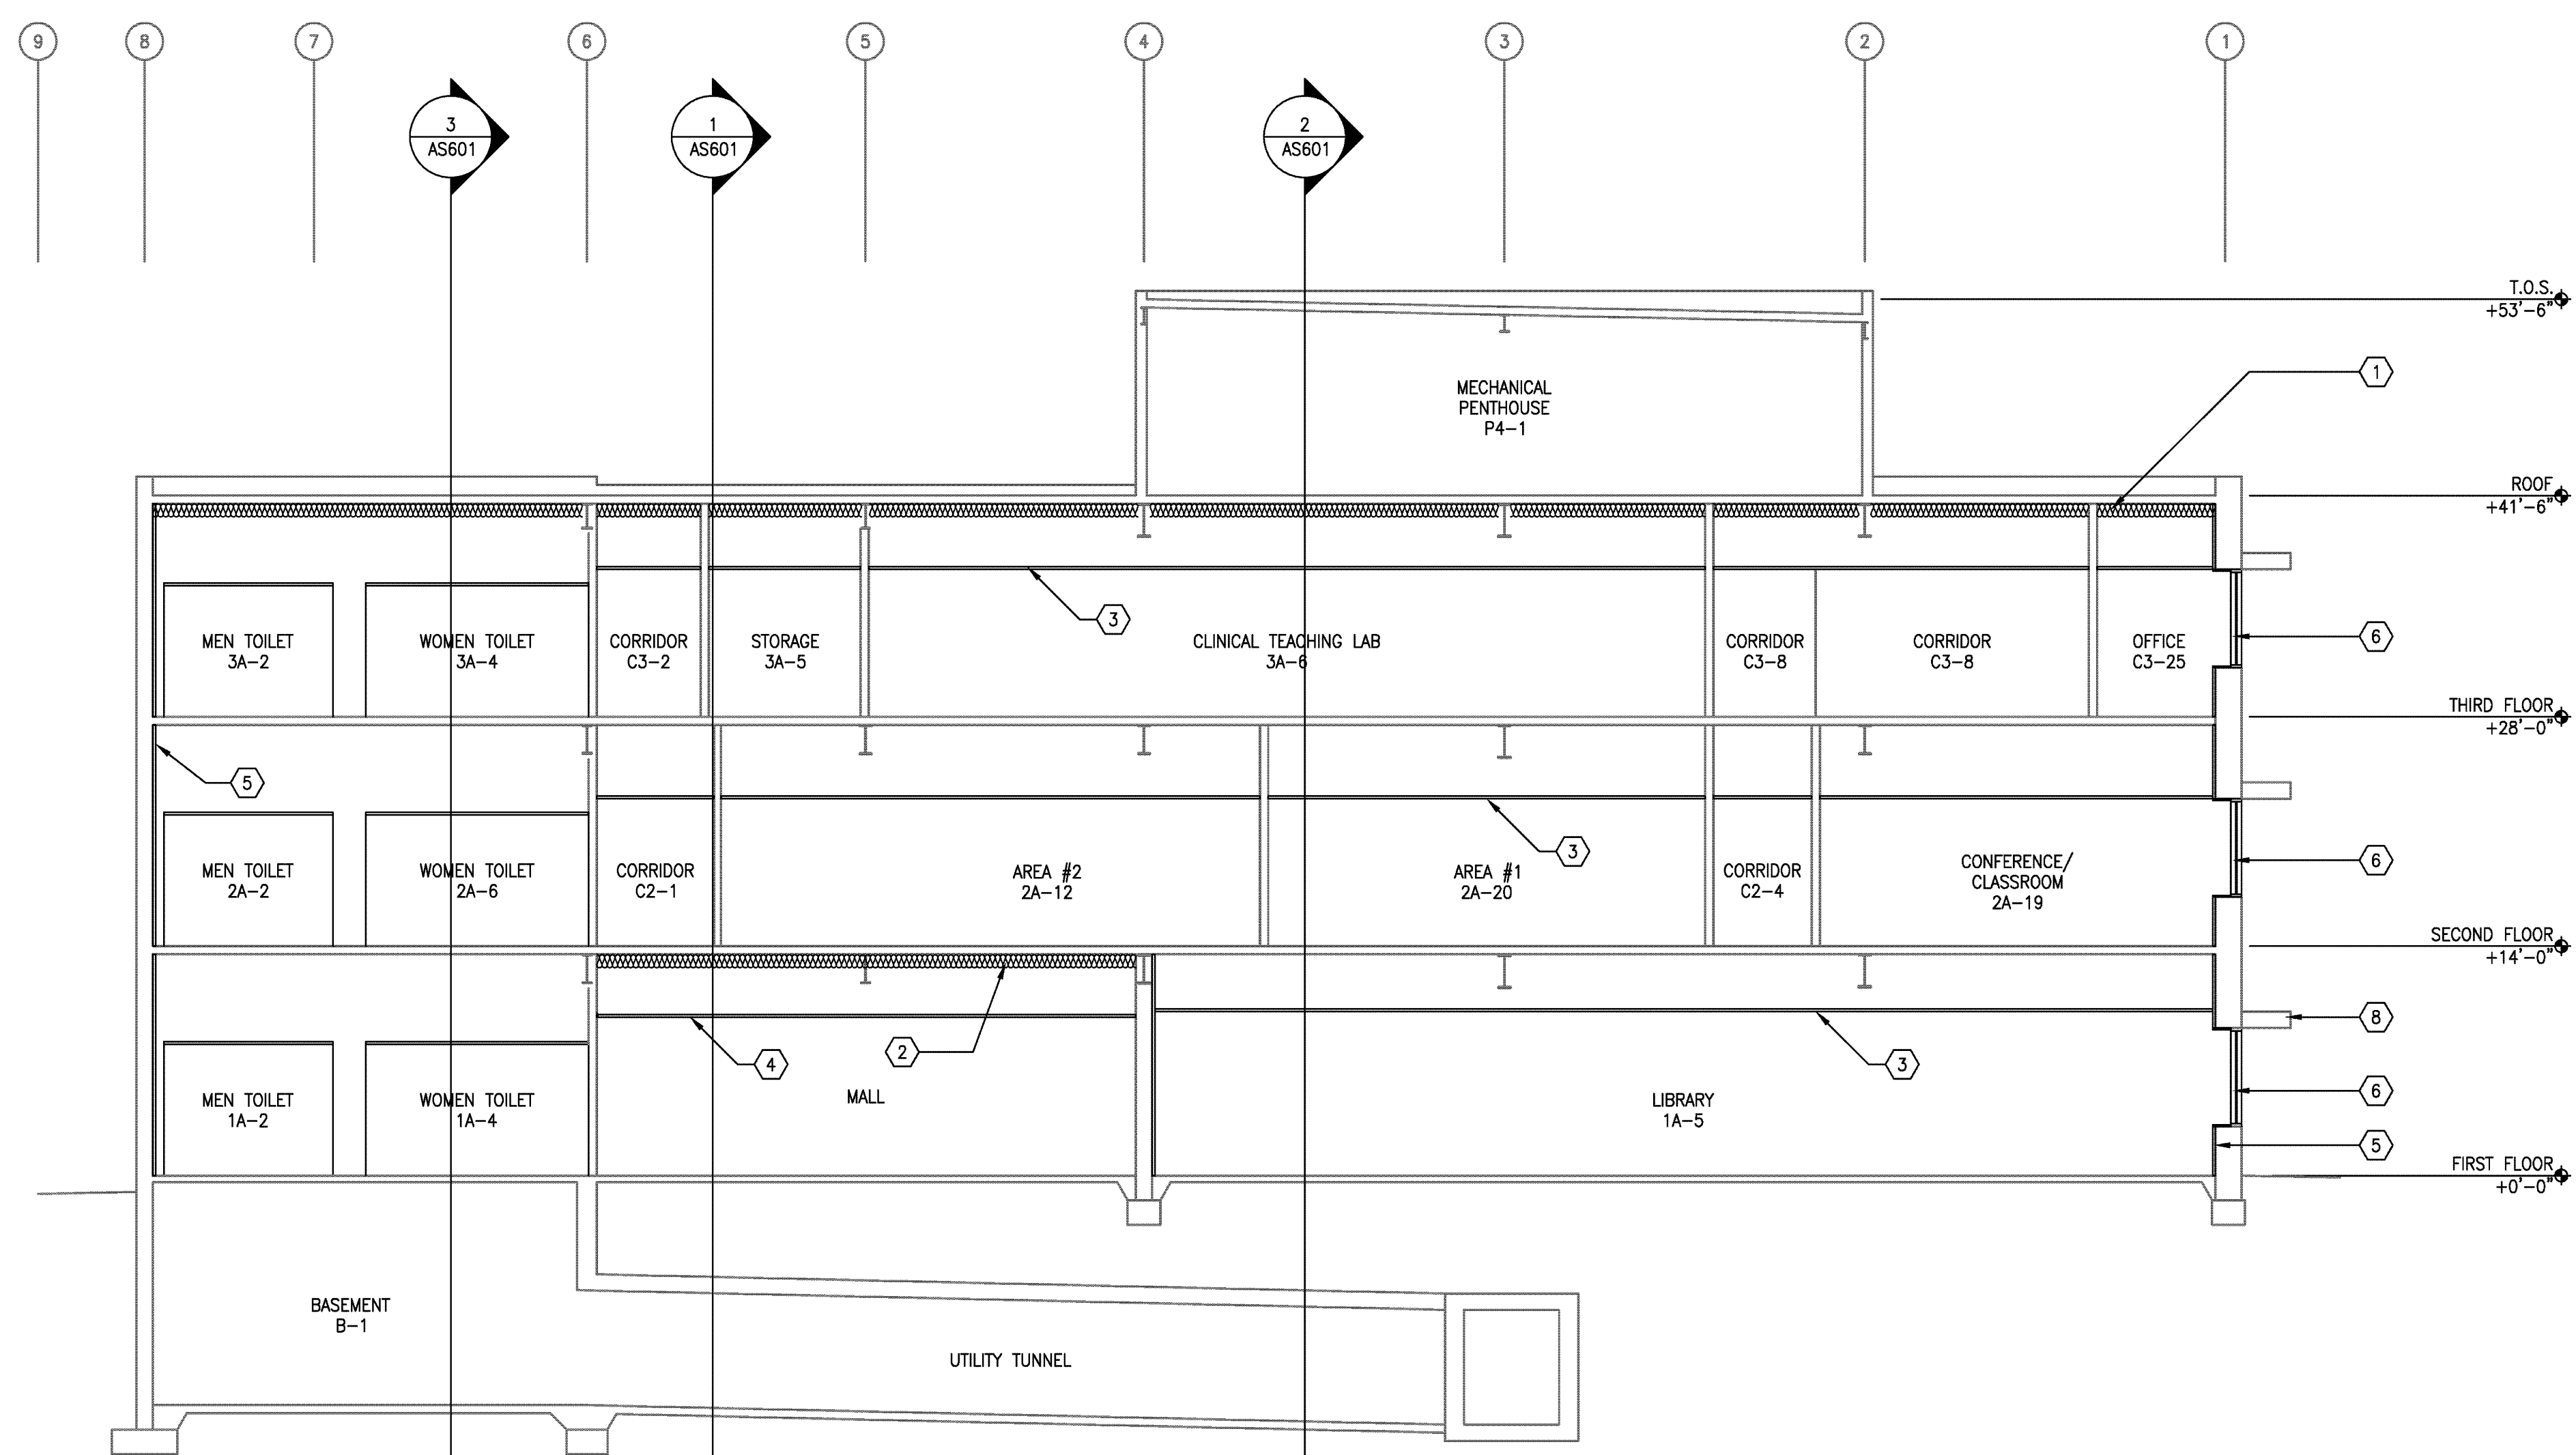 9 8 7 6 5 4 3 2 1
3
AS601
1
AS601
2
AS601
T.O.S.
+53'-6"
1
MECHANICAL
PENTHOUSE
P4-1
ROOF
+41'-6"
3
MEN TOILET
3A-2
WOMEN TOILET
3A-4
CORRIDOR
C3-2
STORAGE
3A-5
CLINICAL TEACHING LAB
3A-6
CORRIDOR
C3-8
CORRIDOR
C3-8
OFFICE
C3-25
6
THIRD FLOOR
+28'-0"
5
3
MEN TOILET
2A-2
WOMEN TOILET
2A-6
CORRIDOR
C2-1
AREA #2
2A-12
AREA #1
2A-20
CORRIDOR
C2-4
CONFERENCE/
CLASSROOM
2A-19
6
SECOND FLOOR
+14'-0"
8
4
2
3
MEN TOILET
1A-2
WOMEN TOILET
1A-4
MALL
LIBRARY
1A-5
6
5
FIRST FLOOR
+0'-0"
BASEMENT
B-1
UTILITY TUNNEL